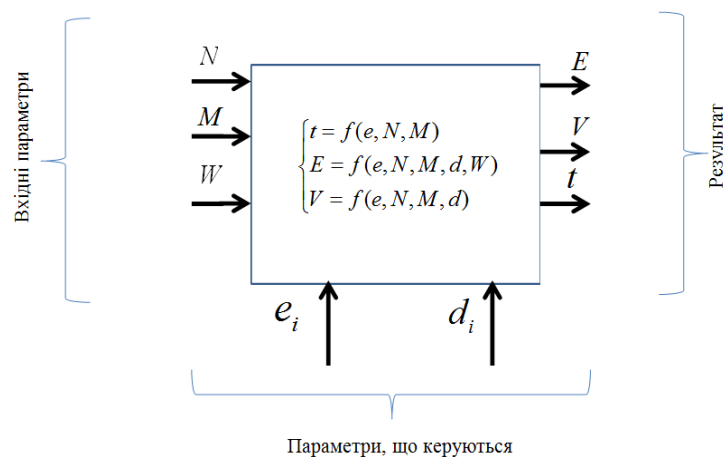 N
M
W
Вхідні параметри
{ t = f(e, N, M)
E = f(e, N, M, d, W)
V = f(e, N, M, d)
E
V
t
Результат
e_i
d_i
Параметри, що керуються